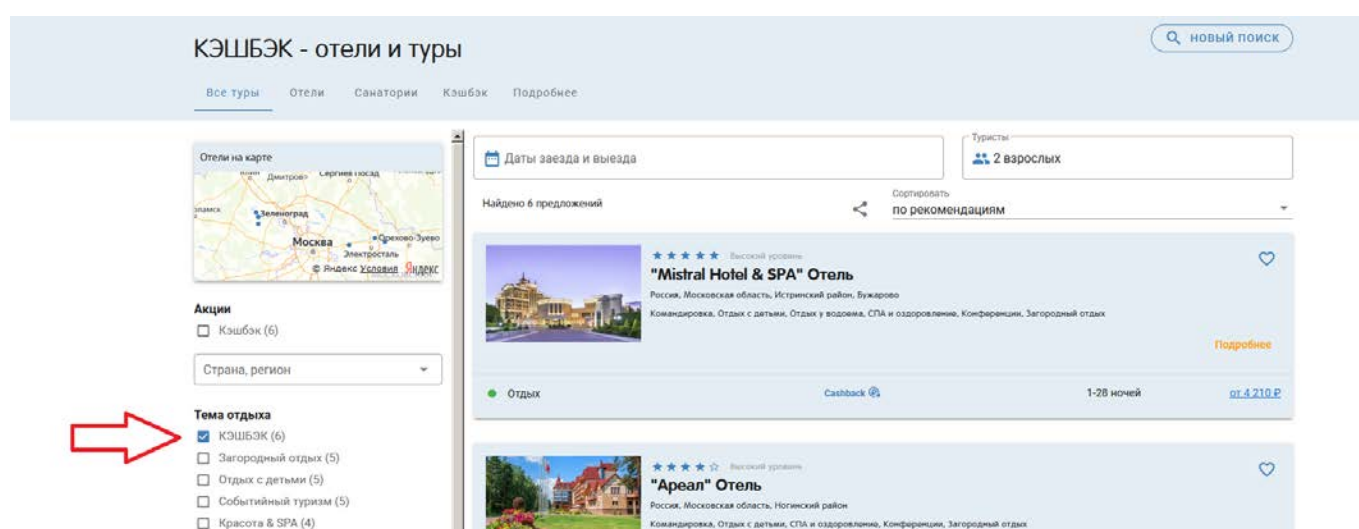 КЭШБЭК - отели и туры
НОВЫЙ ПОИСК
Все туры Отели Санатории Кэшбэк Подробнее
Отели на карте
Дмитров Сергиев Посад
Зеленоград
Москва
Орехово-Зуево
Электросталь
© Яндекс Условия Яндекс
Акции
Кэшбэк (6)
Страна, регион
Тема отдыха
КЭШБЭК (6)
Загородный отдых (5)
Отдых с детьми (5)
Событийный туризм (5)
Красота & SPA (4)
Даты заезда и выезда
Туристы
2 взрослых
Найдено 6 предложений
Сортировать
по рекомендациям
Высокий уровень
"Mistral Hotel & SPA" Отель
Россия, Московская область, Истринский район, Бужарово
Командировка, Отдых с детьми, Отдых у водоема, СПА и оздоровление, Конференции, Загородный отдых
Подробнее
Отдых Cashback 1-28 ночей от 4 210 ₽
Высокий уровень
"Ареал" Отель
Россия, Московская область, Ногинский район
Командировка, Отдых с детьми, СПА и оздоровление, Конференции, Загородный отдых